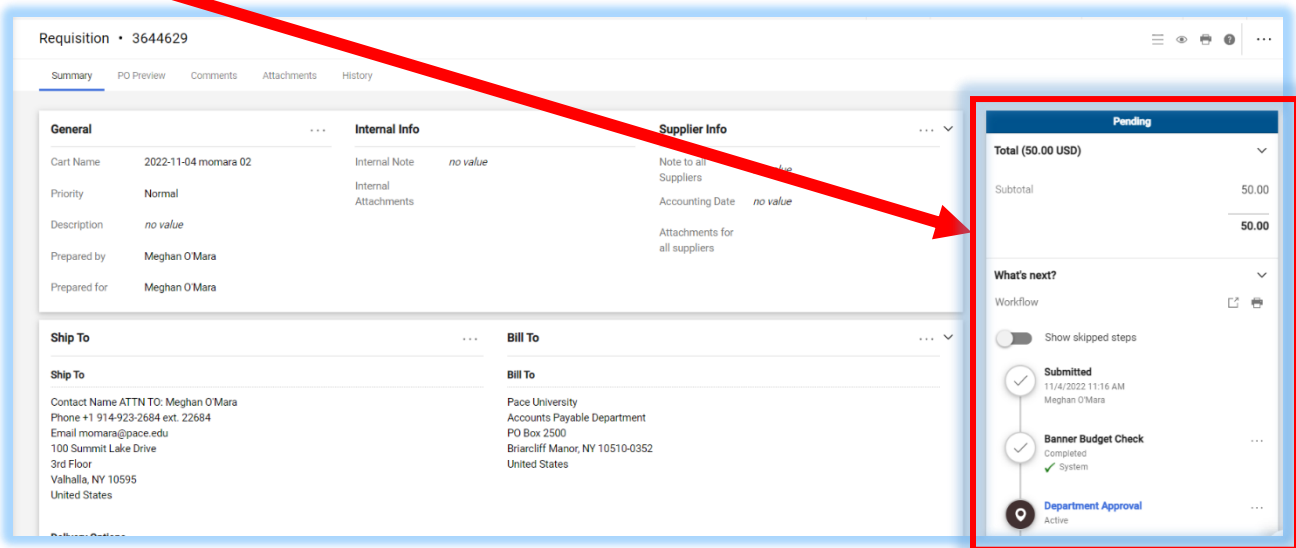 Requisition • 3644629
Summary PO Preview Comments Attachments History
General
Cart Name 2022-11-04 momara 02
Priority Normal
Description no value
Prepared by Meghan O'Mara
Prepared for Meghan O'Mara
Internal Info
Internal Note no value
Internal
Attachments
Supplier Info
Note to all
Suppliers
Accounting Date no value
Attachments for
all suppliers
Ship To
Ship To
Contact Name ATTN TO: Meghan O'Mara
Phone +1 914-923-2684 ext. 22684
Email momara@pace.edu
100 Summit Lake Drive
3rd Floor
Valhalla, NY 10595
United States
Bill To
Bill To
Pace University
Accounts Payable Department
PO Box 2500
Briarcliff Manor, NY 10510-0352
United States
Pending
Total (50.00 USD)
Subtotal 50.00
50.00
What's next?
Workflow
Show skipped steps
Submitted
11/4/2022 11:16 AM
Meghan O'Mara
Banner Budget Check
Completed
✓ System
Department Approval
Active